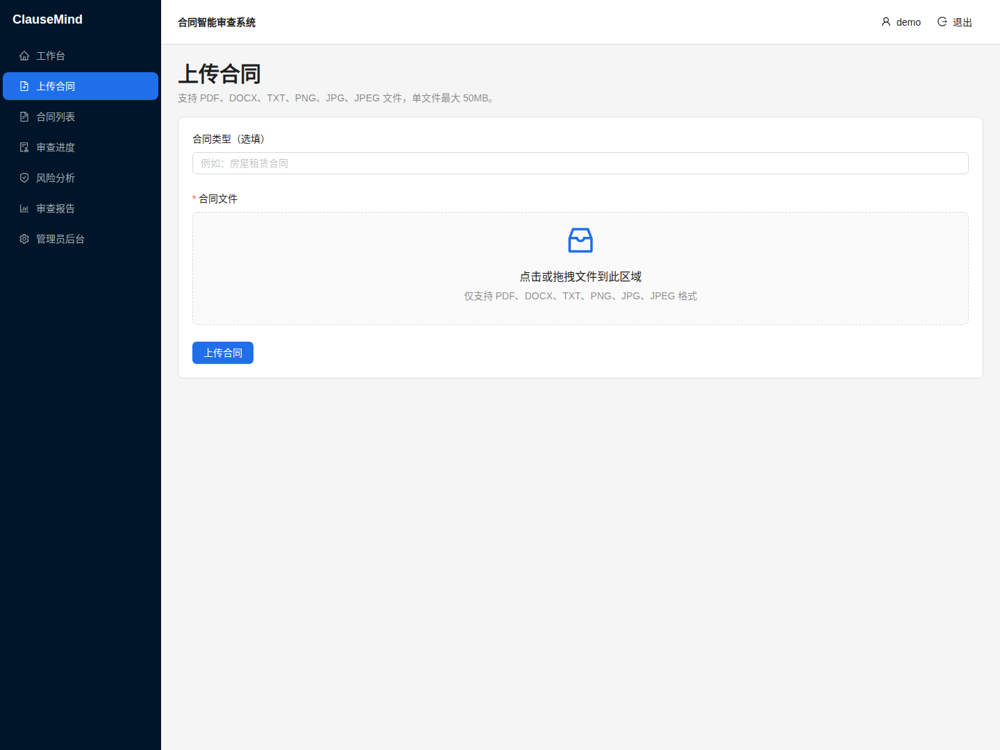 ClauseMind
工作台
上传合同
合同列表
审查进度
风险分析
审查报告
管理员后台
合同智能审查系统
demo
退出
上传合同
支持 PDF、DOCX、TXT、PNG、JPG、JPEG 文件，单文件最大 50MB。
合同类型（选填）
例如：房屋租赁合同
* 合同文件
点击或拖拽文件到此区域
仅支持 PDF、DOCX、TXT、PNG、JPG、JPEG 格式
上传合同